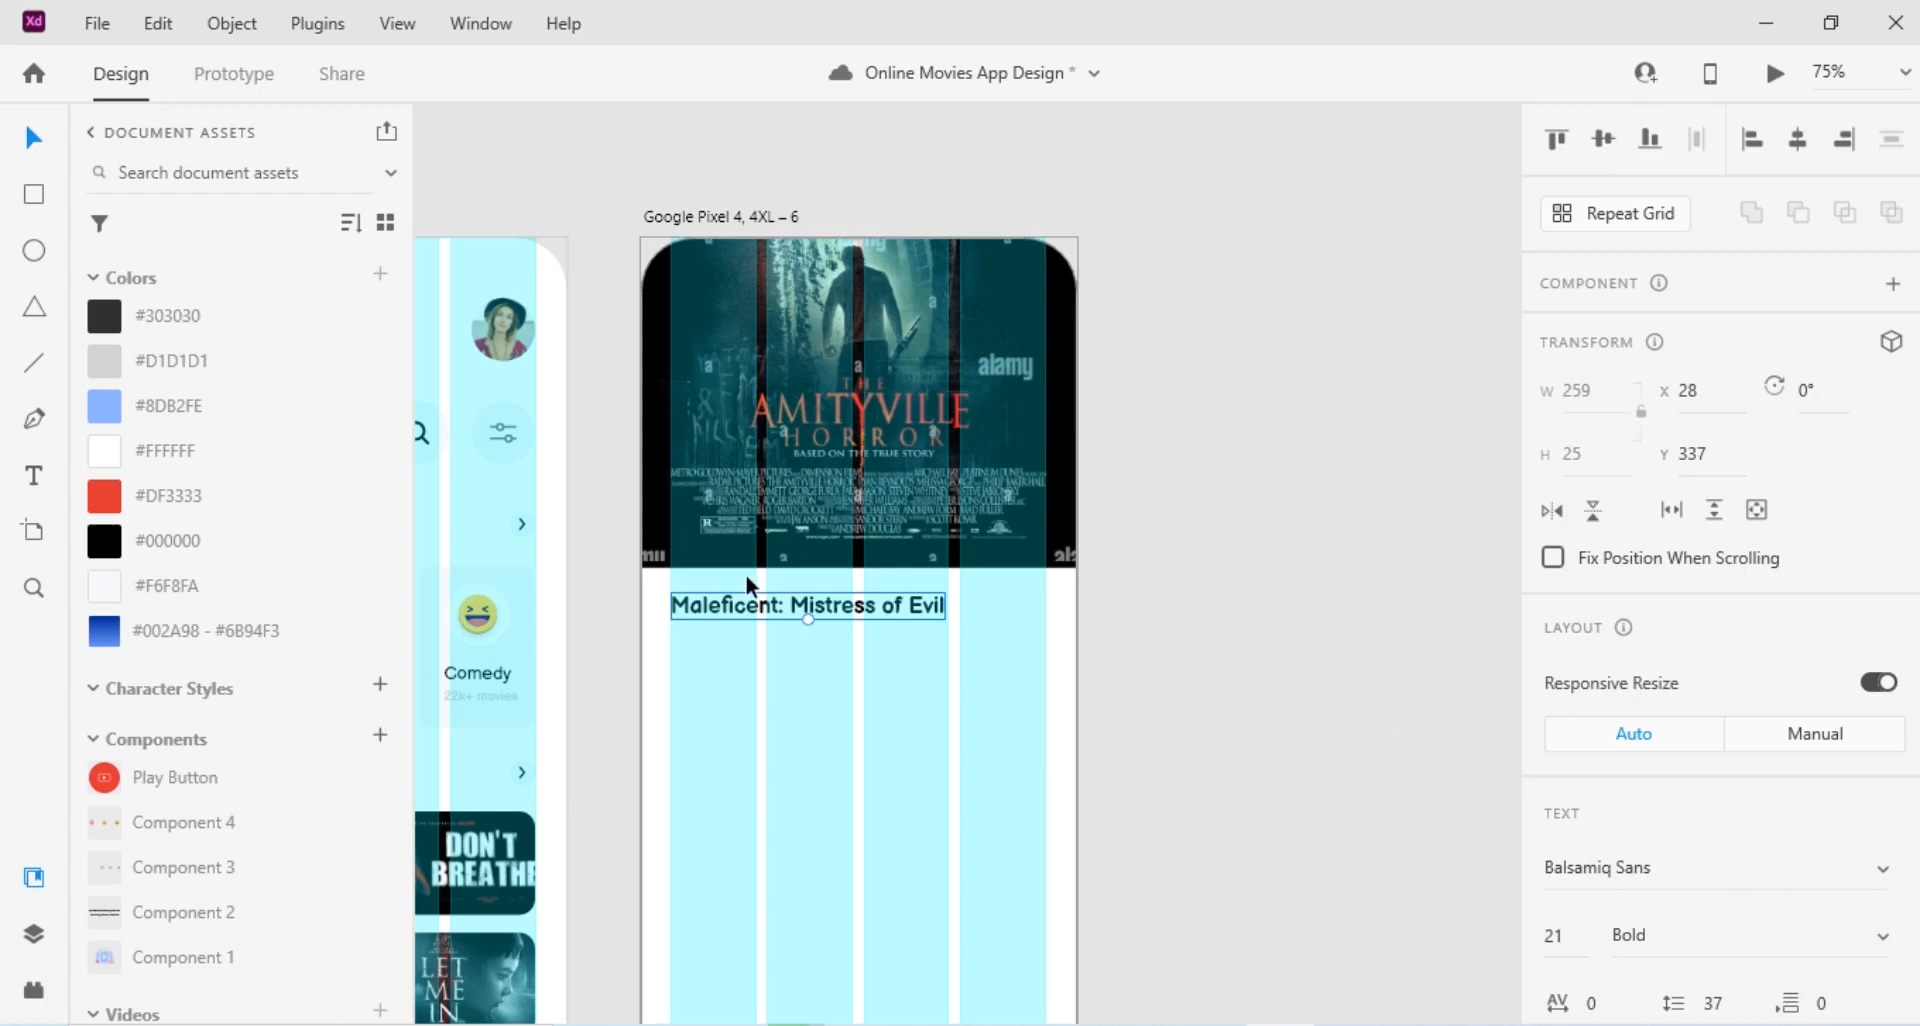 Xd File Edit Object Plugins View Window Help
Design Prototype Share
Online Movies App Design *
75%
DOCUMENT ASSETS
Search document assets
Colors
#303030
#D1D1D1
#8DB2FE
#FFFFFF
#DF3333
#000000
#F6F8FA
#002A98 - #6B94F3
Character Styles
Components
Play Button
Component 4
Component 3
Component 2
Component 1
Videos
Comedy
22k+ movies
DON'T
BREATHE
LET
ME
IN
Google Pixel 4, 4XL – 6
alamy
THE
AMITYVILLE
HORROR
BASED ON THE TRUE STORY
Maleficent: Mistress of Evil
Repeat Grid
COMPONENT
TRANSFORM
W 259 X 28 0°
H 25 Y 337
Fix Position When Scrolling
LAYOUT
Responsive Resize
Auto Manual
TEXT
Balsamiq Sans
21 Bold
AV 0 37 0